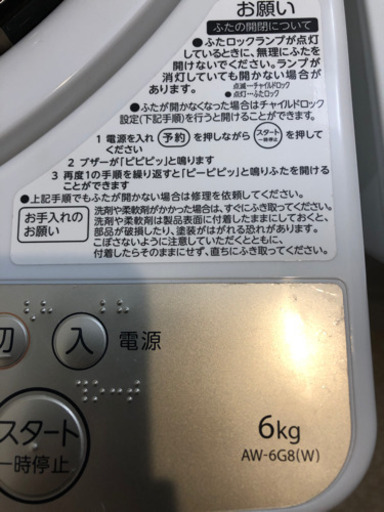 お願い
ふたの開閉について
●ふたロックランプが点灯
しているときに、無理にふたを
開けないでください。ランプが
消灯していても開かない場合が
あります。
点滅→チャイルドロック
点灯→ふたロック
●ふたが開かなくなった場合はチャイルドロック
設定(下記手順)を行うと開けることができます。
1 電源を入れ 予約 を押しながら スタート 一時停止 を押して
ください
2 ブザーが「ピピピッ」と鳴ります
3 再度1の手順を繰り返すと「ピーピピッ」と鳴りふたを開ける
ことができます
●上記手順でもふたが開かない場合は修理を依頼してください。
お手入れの
お願い
洗剤や柔軟剤がかかった場合は、すぐにふき取ってください。
洗剤や柔軟剤は製品表面に付着したままにしておくと、
部品が破損したり、塗装がはがれる恐れがあります。
こぼさないように注意していただくとともに、
付着したらそのままにせず、直ちにふき取ってください。
切
入
電源
スタート
一時停止
6kg
AW-6G8(W)